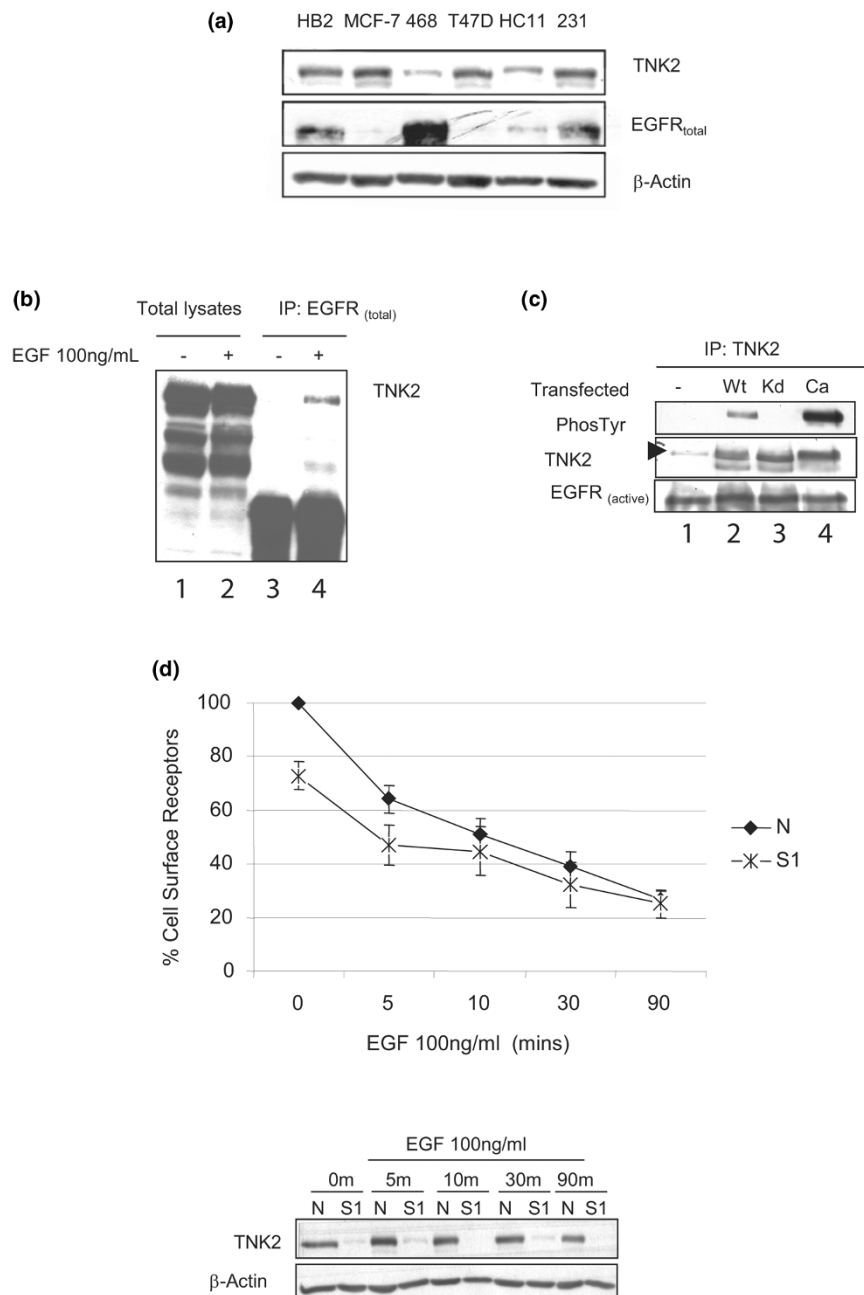 (a)
HB2 MCF-7 468 T47D HC11 231
TNK2
EGFRtotal
β-Actin
(b)
Total lysates IP: EGFR (total)
EGF 100ng/mL - + - +
TNK2
1 2 3 4
(c)
IP: TNK2
Transfected - Wt Kd Ca
PhosTyr
TNK2
EGFR (active)
1 2 3 4
(d)
100
80
60
40
20
0
% Cell Surface Receptors
0 5 10 30 90
EGF 100ng/ml (mins)
N
S1
EGF 100ng/ml
0m 5m 10m 30m 90m
N S1 N S1 N S1 N S1 N S1
TNK2
β-Actin